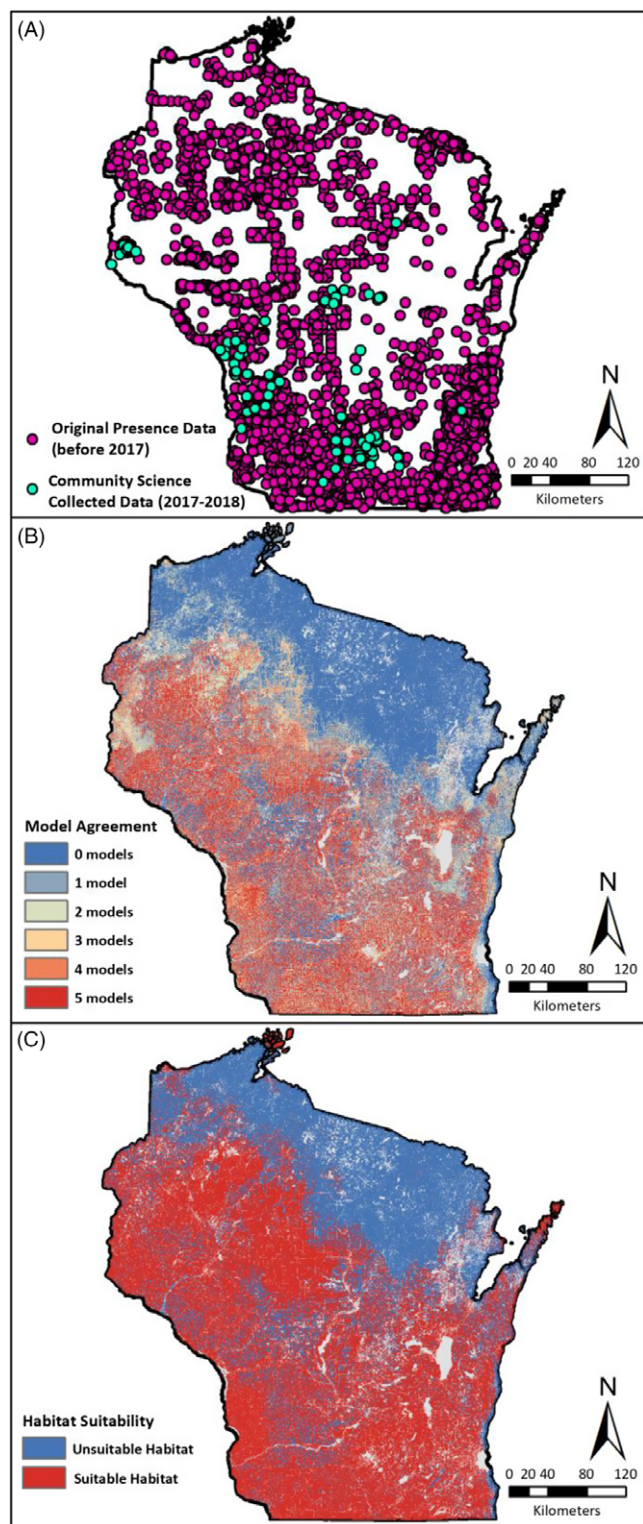 (A)
N
Original Presence Data
(before 2017)
Community Science
Collected Data (2017-2018)
0 20 40 80 120
Kilometers
(B)
Model Agreement
0 models
1 model
2 models
3 models
4 models
5 models
N
0 20 40 80 120
Kilometers
(C)
Habitat Suitability
Unsuitable Habitat
Suitable Habitat
N
0 20 40 80 120
Kilometers